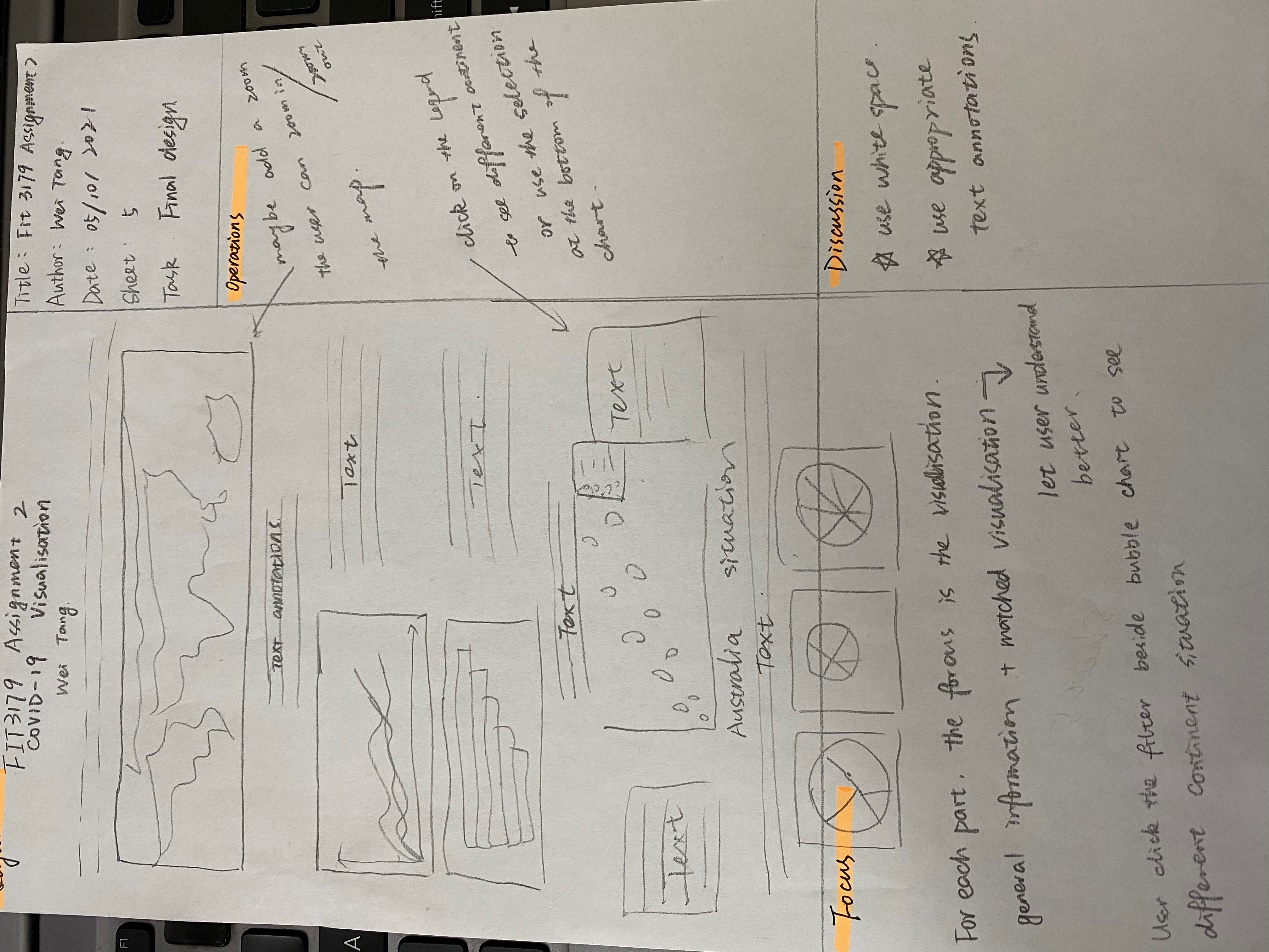 FIT3179 Assignment 2
COVID-19 Visualisation
Wei Tang
Text annotations
Text
Text
Text
Text
Text
Australia situation
Text
Title: Fit 3179 Assignment 2
Author: Wei Tang.
Date: 05/10/2021
Sheet: 5
Task Final design
Operations
maybe add a zoom
the user can zoom in/
zoom
out
the map.
click on the legend
to see different continent
or use the selection
at the bottom of the
chart.
Focus
For each part, the forcus is the visualisation.
general information + matched visualisation →
let user understand
better.
User click the filter beside bubble chart to see
different continent situation
Discussion
☆ use white space.
☆ use appropriate
text annotations.